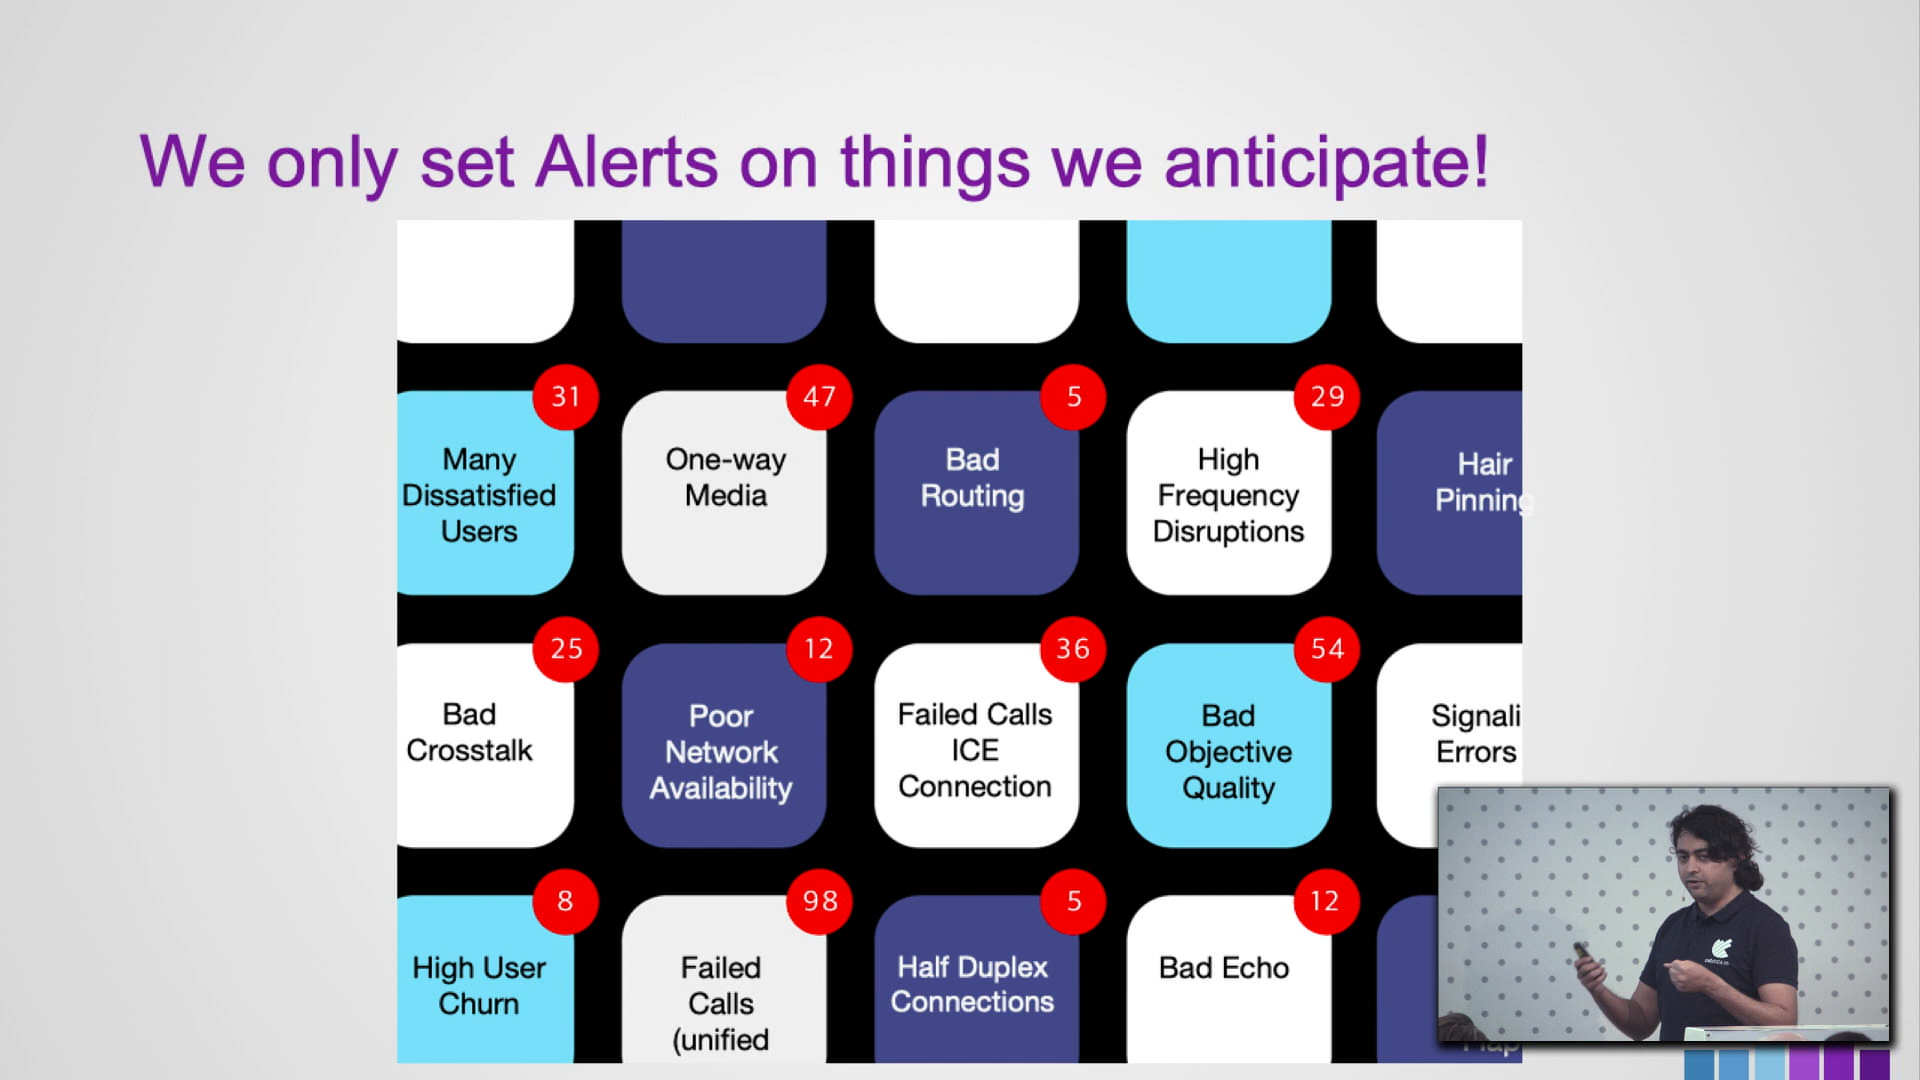 We only set Alerts on things we anticipate!
31
47
5
29
Many
Dissatisfied
Users
One-way
Media
Bad
Routing
High
Frequency
Disruptions
Hair
Pinning
25
12
36
54
Bad
Crosstalk
Poor
Network
Availability
Failed Calls
ICE
Connection
Bad
Objective
Quality
Signali
Errors
8
98
5
12
High User
Churn
Failed
Calls
(unified
Half Duplex
Connections
Bad Echo